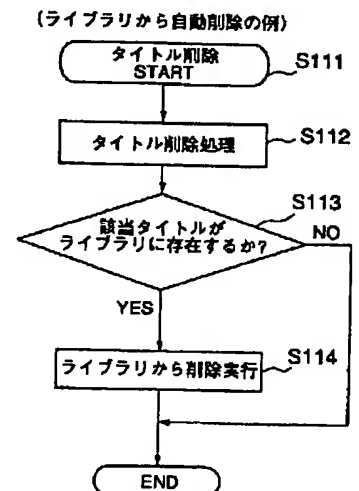 (ライブラリから自動削除の例)
タイトル削除
START
S111
タイトル削除処理
S112
S113
該当タイトルが
ライブラリに存在するか?
NO
YES
ライブラリから削除実行
S114
END